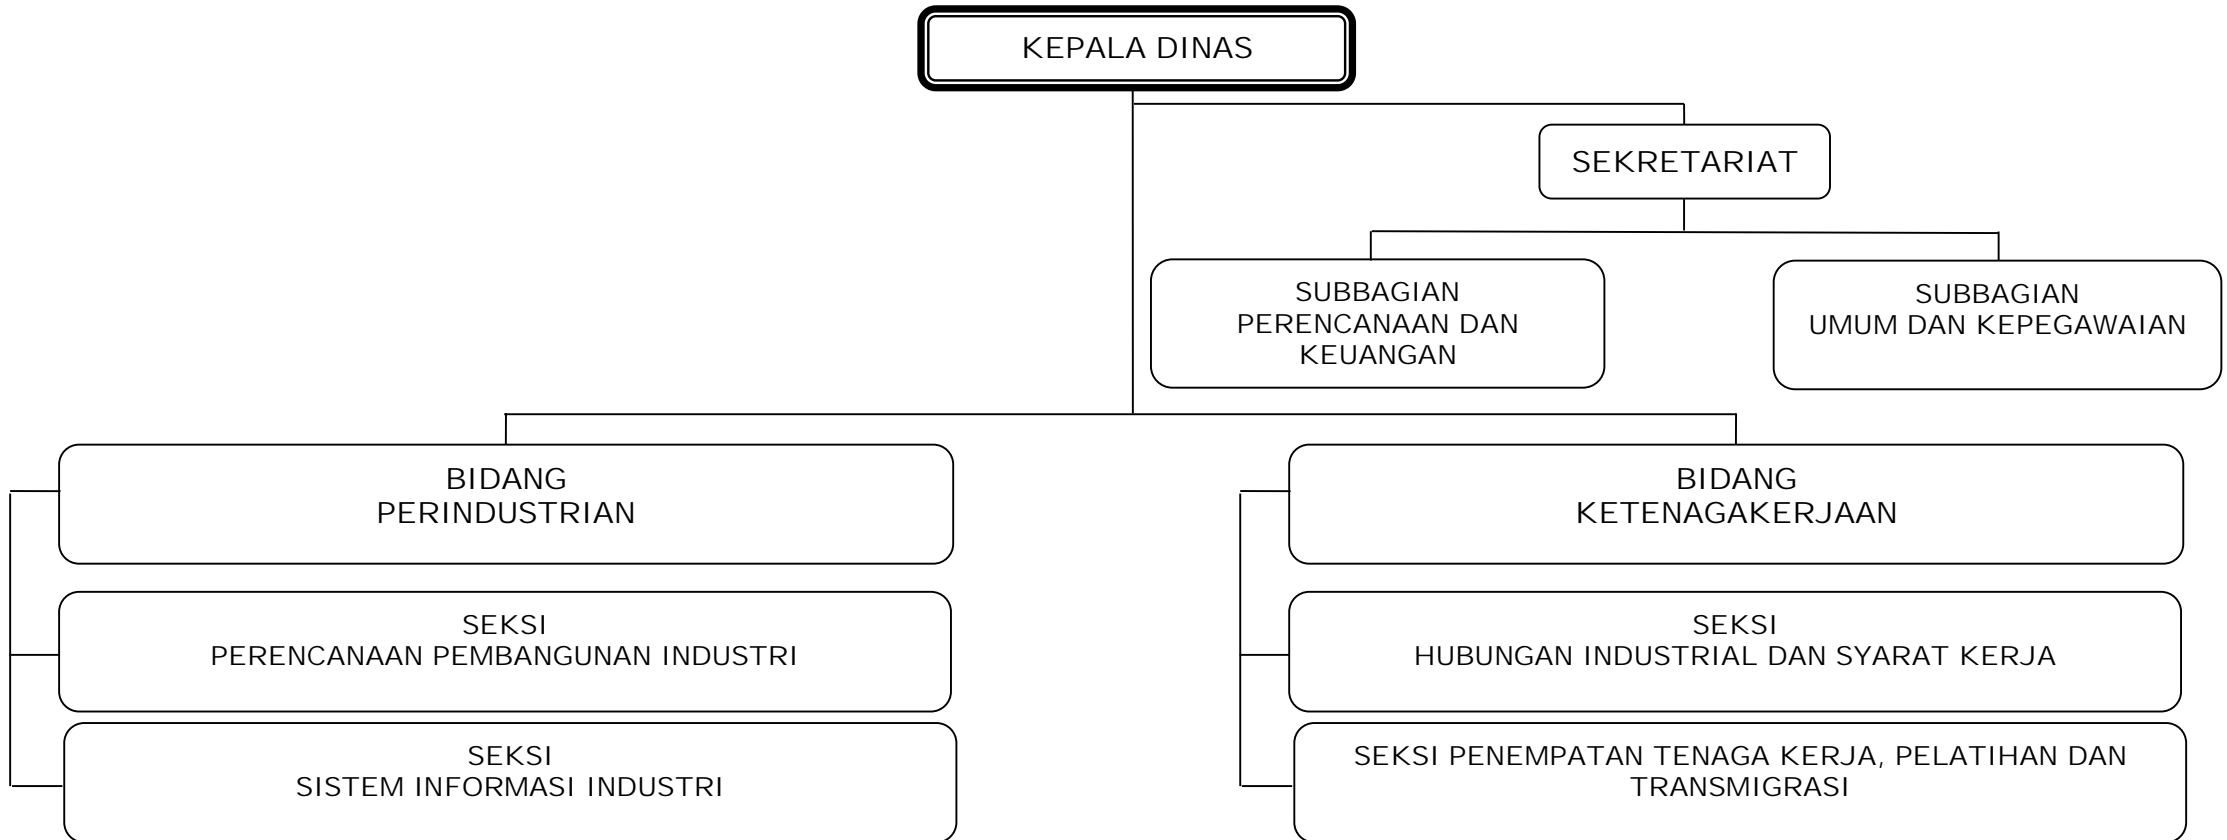 KEPALA DINAS
SEKRETARIAT
SUBBAGIAN
PERENCANAAN DAN
KEUANGAN
SUBBAGIAN
UMUM DAN KEPEGAWAIAN
BIDANG
PERINDUSTRIAN
BIDANG
KETENAGAKERJAAN
SEKSI
PERENCANAAN PEMBANGUNAN INDUSTRI
SEKSI
HUBUNGAN INDUSTRIAL DAN SYARAT KERJA
SEKSI
SISTEM INFORMASI INDUSTRI
SEKSI PENEMPATAN TENAGA KERJA, PELATIHAN DAN
TRANSMIGRASI